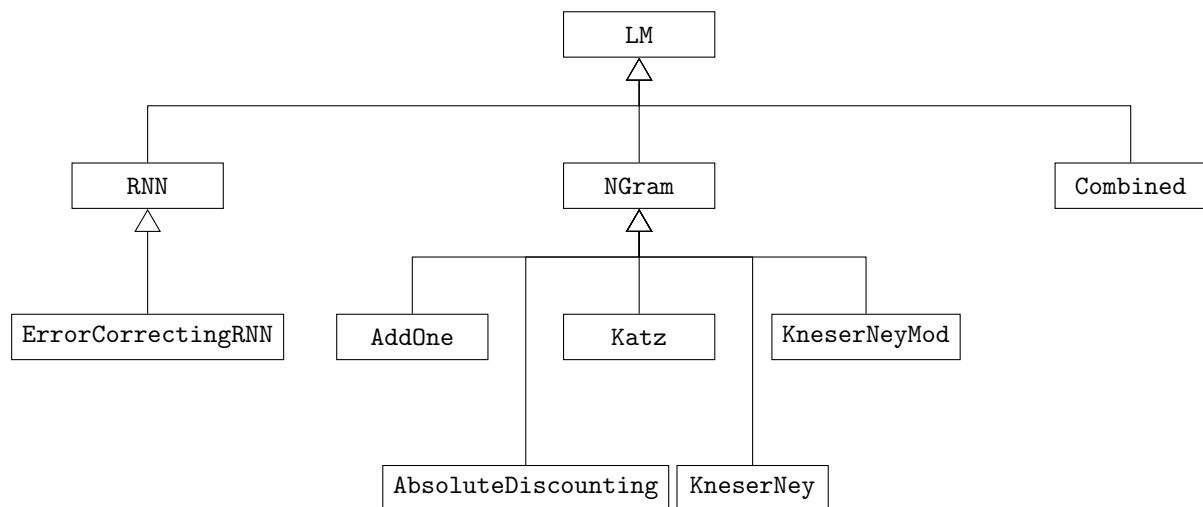 LM
RNN
NGram
Combined
ErrorCorrectingRNN
AddOne
Katz
KneserNeyMod
AbsoluteDiscounting
KneserNey